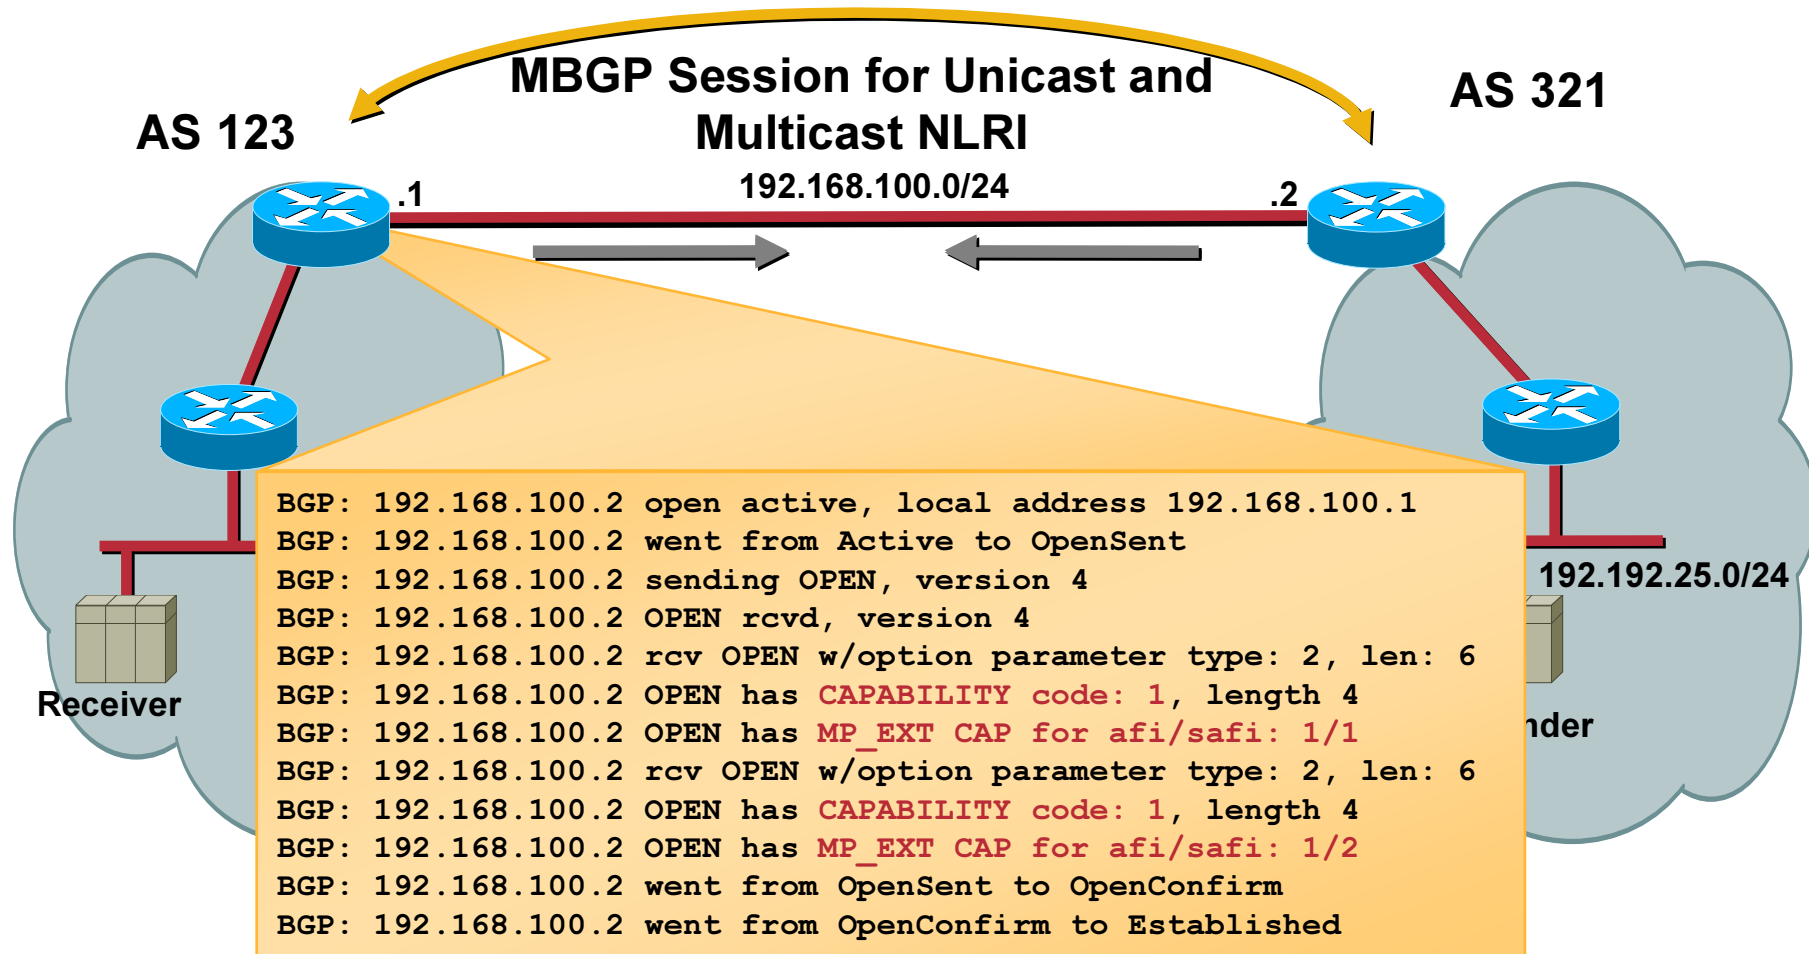 MBGP Session for Unicast and
Multicast NLRI
AS 123
AS 321
.1
192.168.100.0/24
.2
BGP: 192.168.100.2 open active, local address 192.168.100.1
BGP: 192.168.100.2 went from Active to OpenSent
BGP: 192.168.100.2 sending OPEN, version 4
BGP: 192.168.100.2 OPEN rcvd, version 4
BGP: 192.168.100.2 rcv OPEN w/option parameter type: 2, len: 6
BGP: 192.168.100.2 OPEN has CAPABILITY code: 1, length 4
BGP: 192.168.100.2 OPEN has MP_EXT CAP for afi/safi: 1/1
BGP: 192.168.100.2 rcv OPEN w/option parameter type: 2, len: 6
BGP: 192.168.100.2 OPEN has CAPABILITY code: 1, length 4
BGP: 192.168.100.2 OPEN has MP_EXT CAP for afi/safi: 1/2
BGP: 192.168.100.2 went from OpenSent to OpenConfirm
BGP: 192.168.100.2 went from OpenConfirm to Established
192.192.25.0/24
Receiver